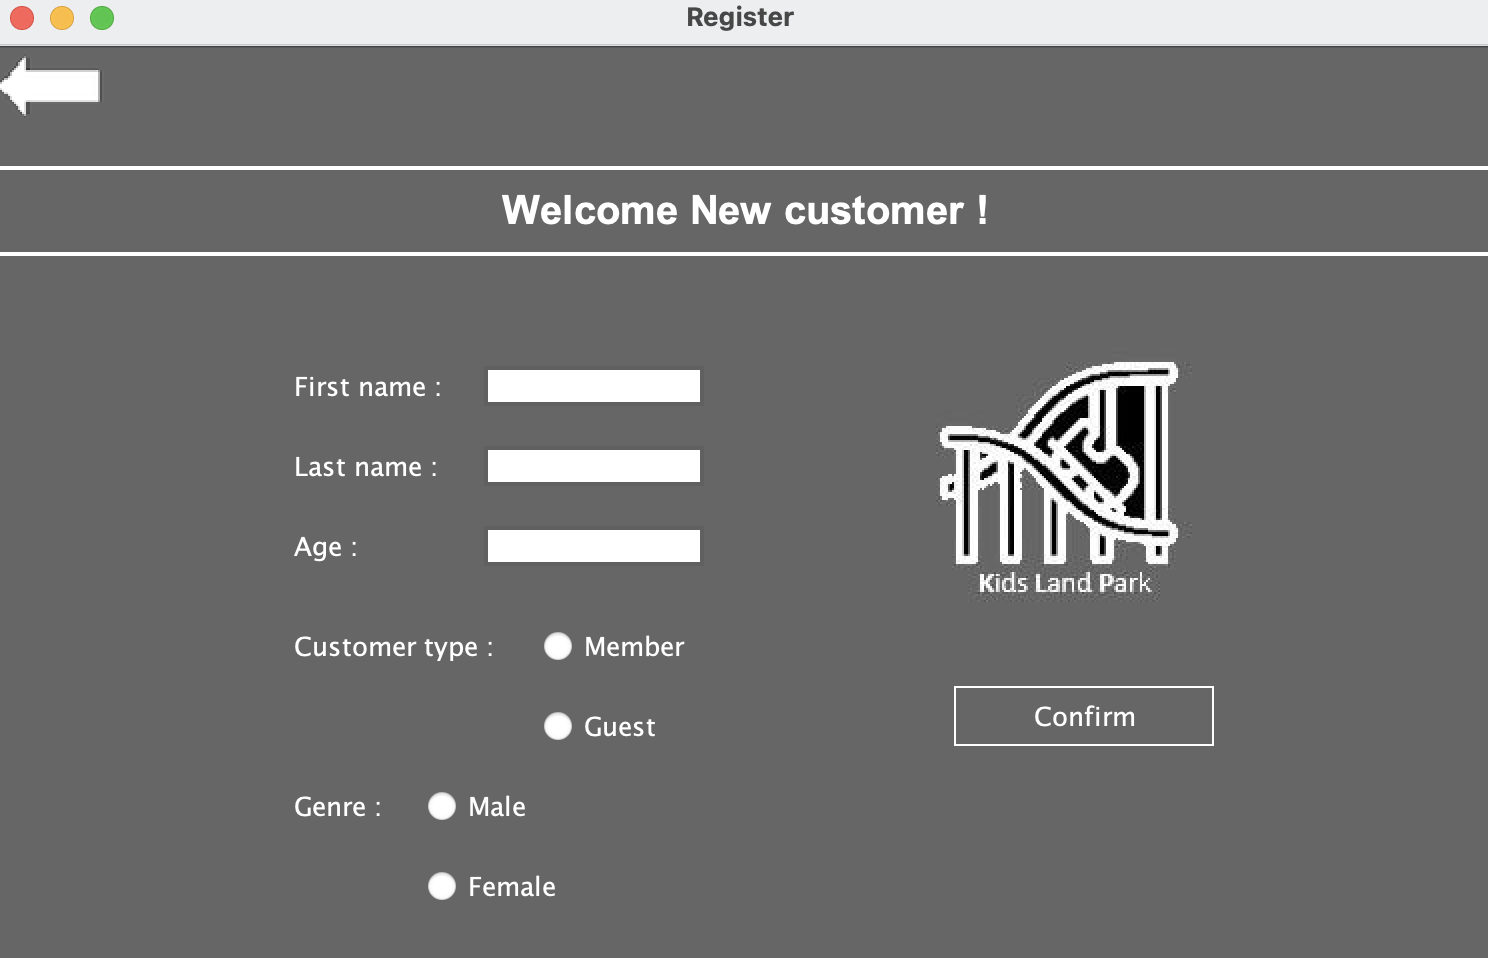 Register
Welcome New customer !
First name :
Last name :
Age :
Customer type :
Member
Guest
Genre :
Male
Female
Kids Land Park
Confirm